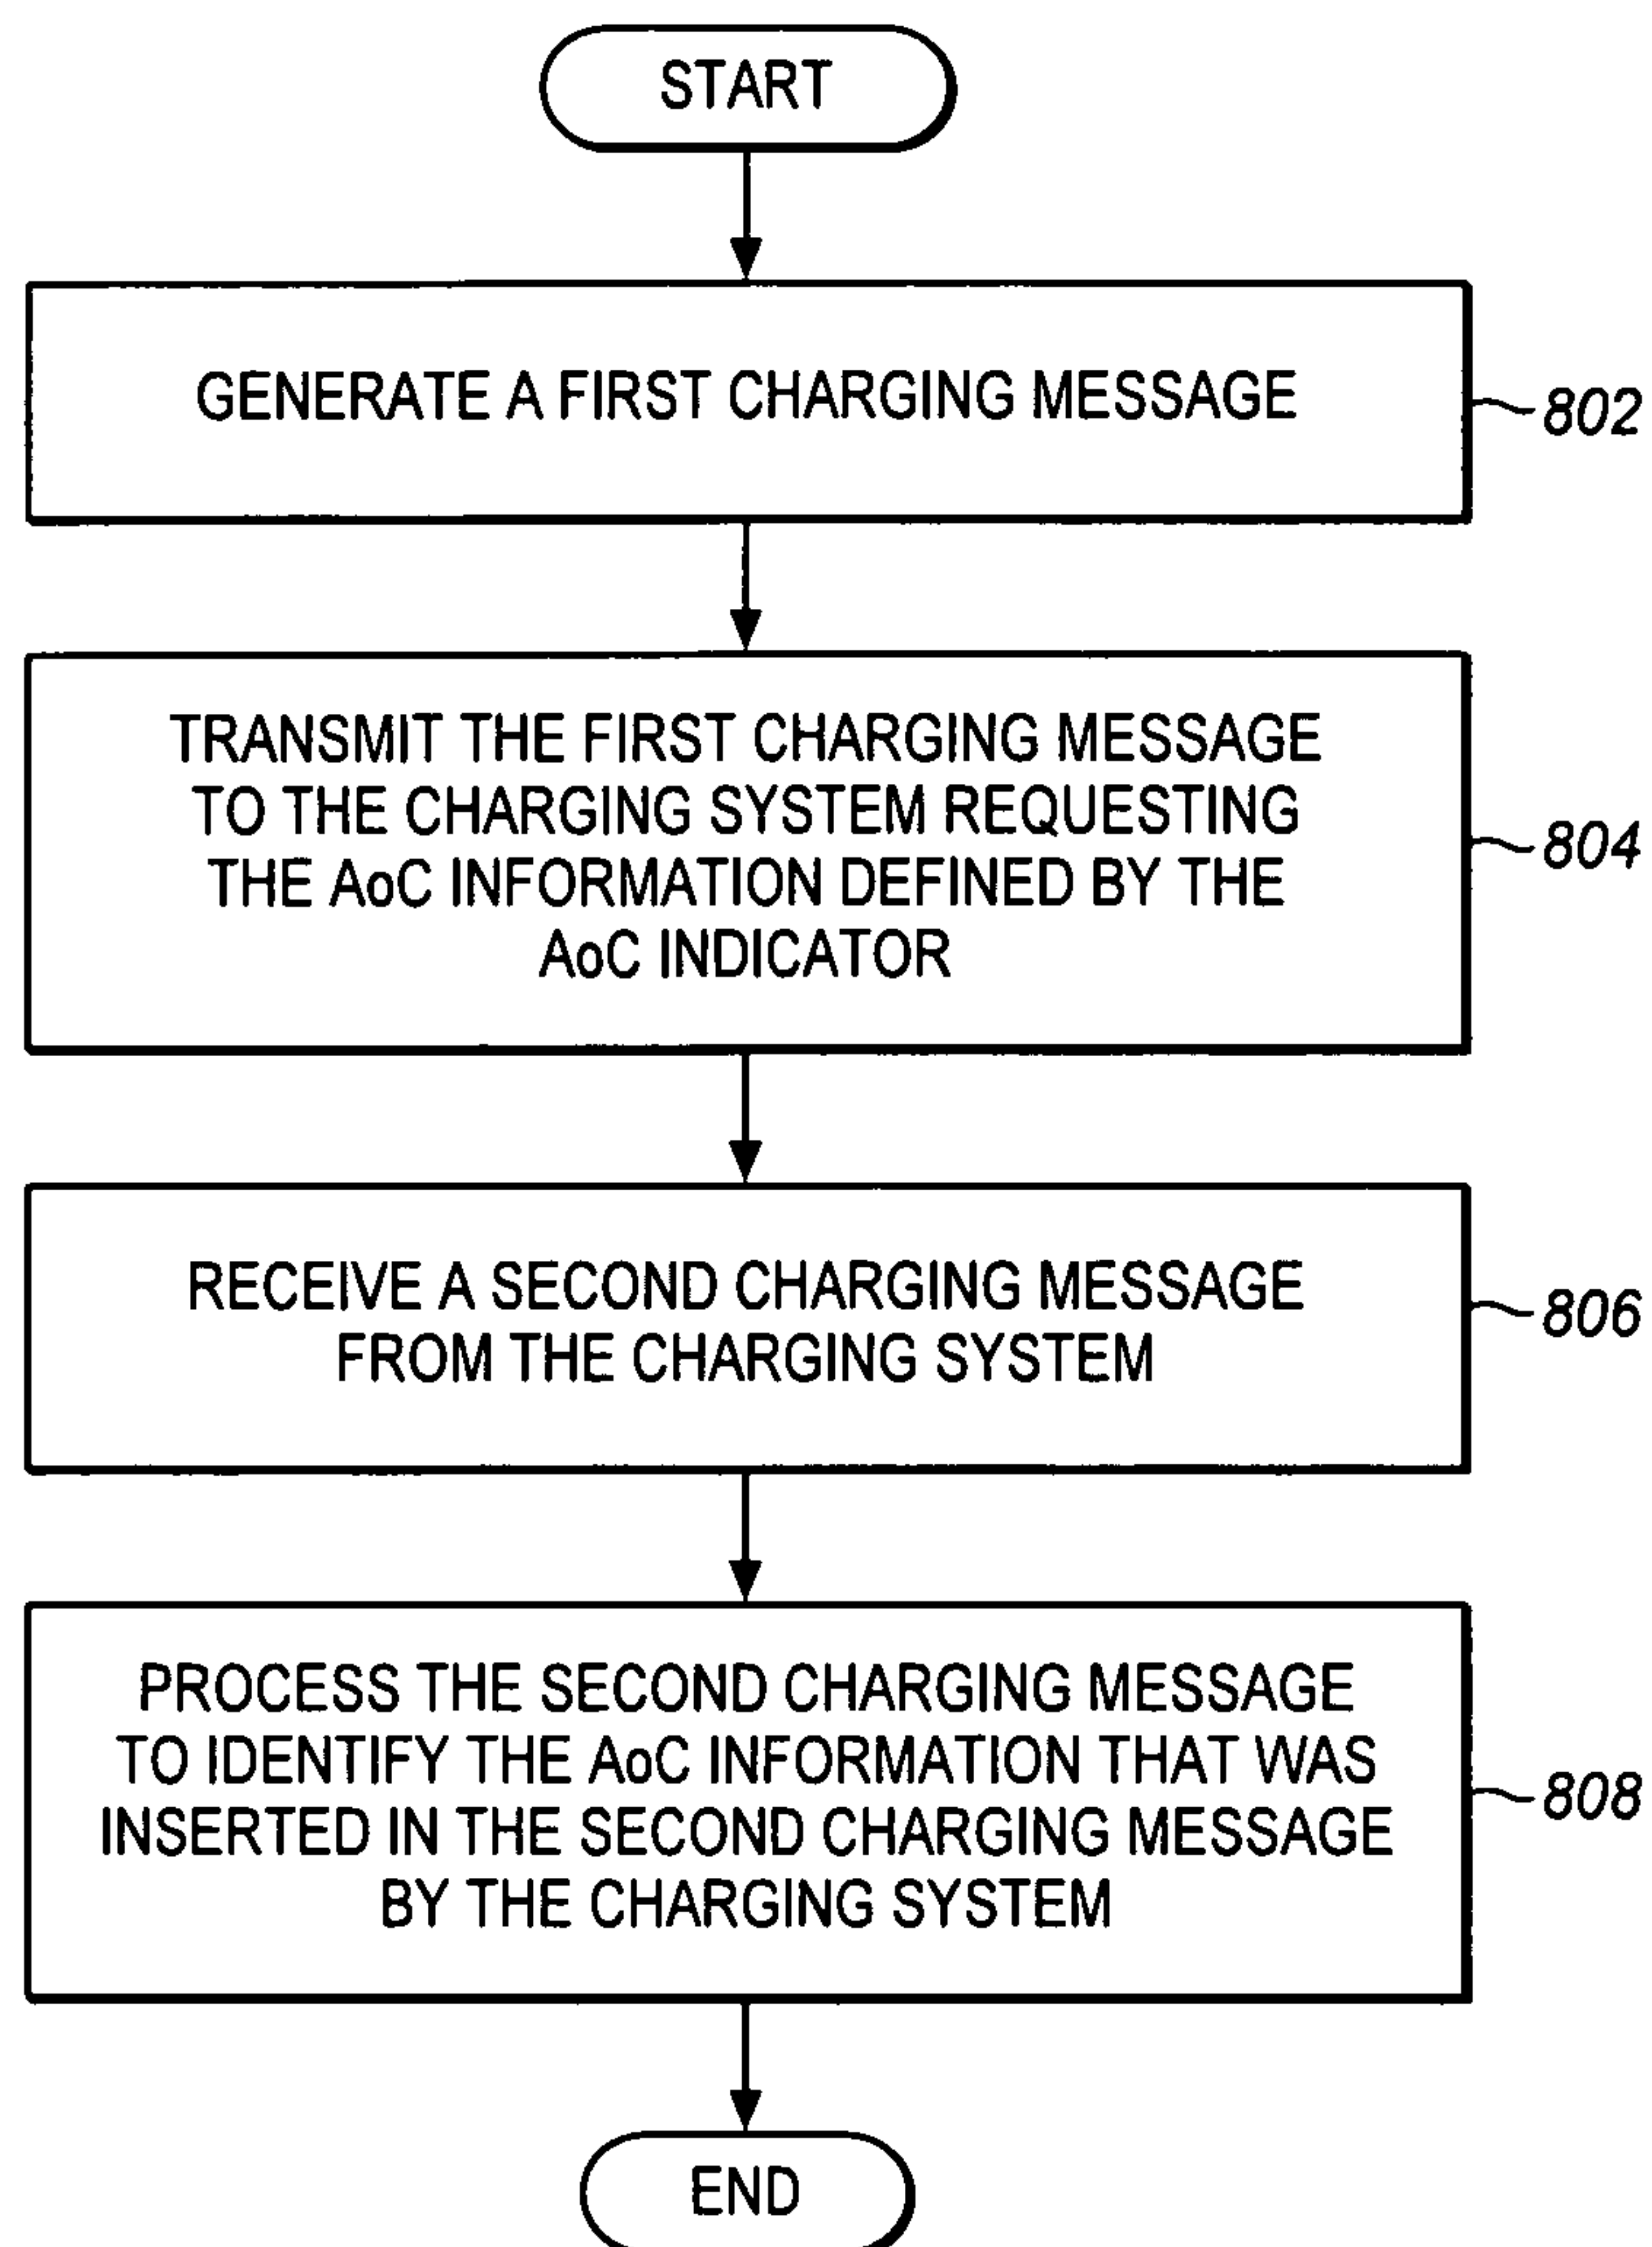 START
GENERATE A FIRST CHARGING MESSAGE
802
TRANSMIT THE FIRST CHARGING MESSAGE
TO THE CHARGING SYSTEM REQUESTING
THE AoC INFORMATION DEFINED BY THE
AoC INDICATOR
804
RECEIVE A SECOND CHARGING MESSAGE
FROM THE CHARGING SYSTEM
806
PROCESS THE SECOND CHARGING MESSAGE
TO IDENTIFY THE AoC INFORMATION THAT WAS
INSERTED IN THE SECOND CHARGING MESSAGE
BY THE CHARGING SYSTEM
808
END